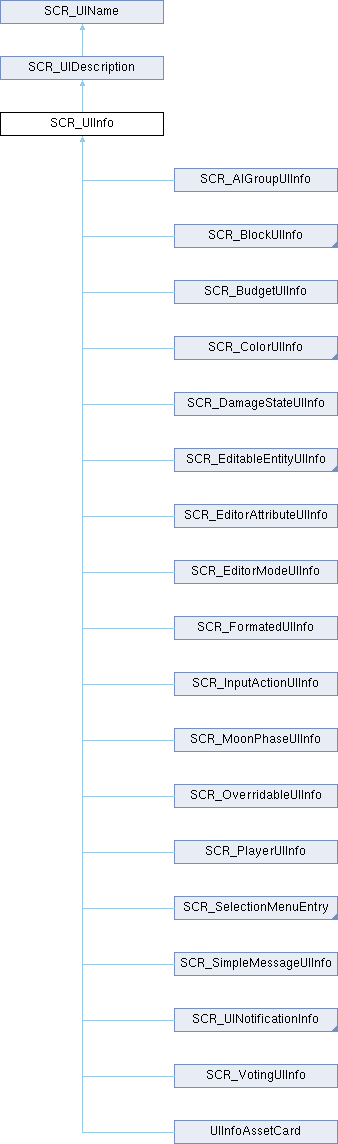 SCR_UIName
SCR_UIDescription
SCR_UIInfo
SCR_AIGroupUIInfo
SCR_BlockUIInfo
SCR_BudgetUIInfo
SCR_ColorUIInfo
SCR_DamageStateUIInfo
SCR_EditableEntityUIInfo
SCR_EditorAttributeUIInfo
SCR_EditorModeUIInfo
SCR_FormatedUIInfo
SCR_InputActionUIInfo
SCR_MoonPhaseUIInfo
SCR_OverridableUIInfo
SCR_PlayerUIInfo
SCR_SelectionMenuEntry
SCR_SimpleMessageUIInfo
SCR_UINotificationInfo
SCR_VotingUIInfo
UIInfoAssetCard